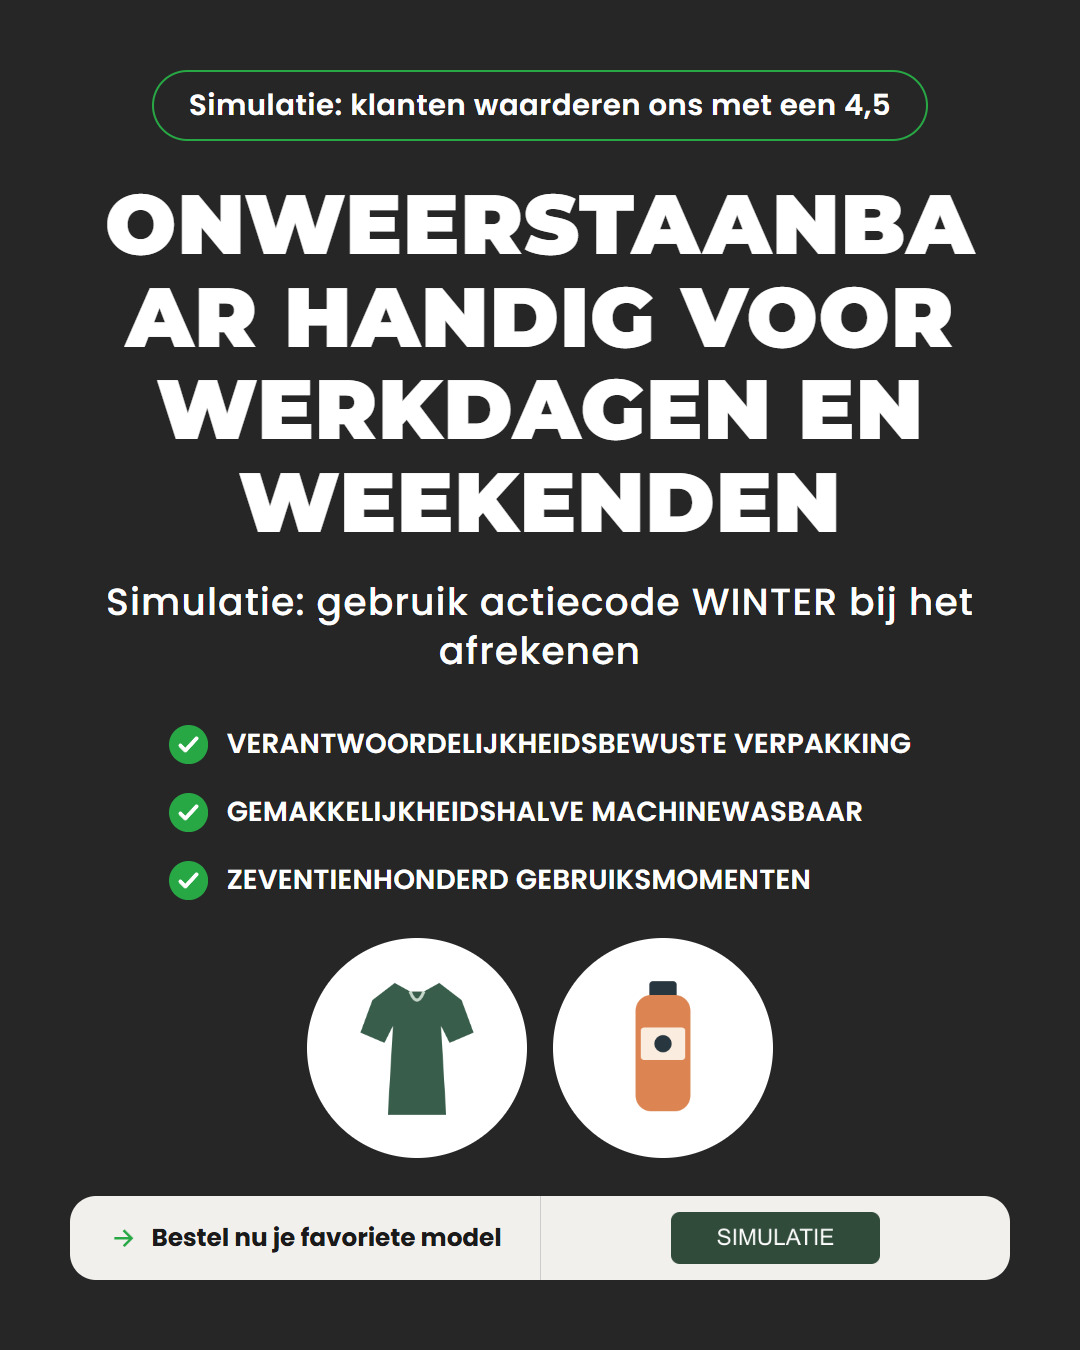 Simulatie: klanten waarderen ons met een 4,5
ONWEERSTAANBA
AR HANDIG VOOR
WERKDAGEN EN
WEEKENDEN
Simulatie: gebruik actiecode WINTER bij het
afrekenen
VERANTWOORDELIJKHEIDSBEWUSTE VERPAKKING
GEMAKKELIJKHEIDSHALVE MACHINEWASBAAR
ZEVENTIENHONDERD GEBRUIKSMOMENTEN
Bestel nu je favoriete model
SIMULATIE